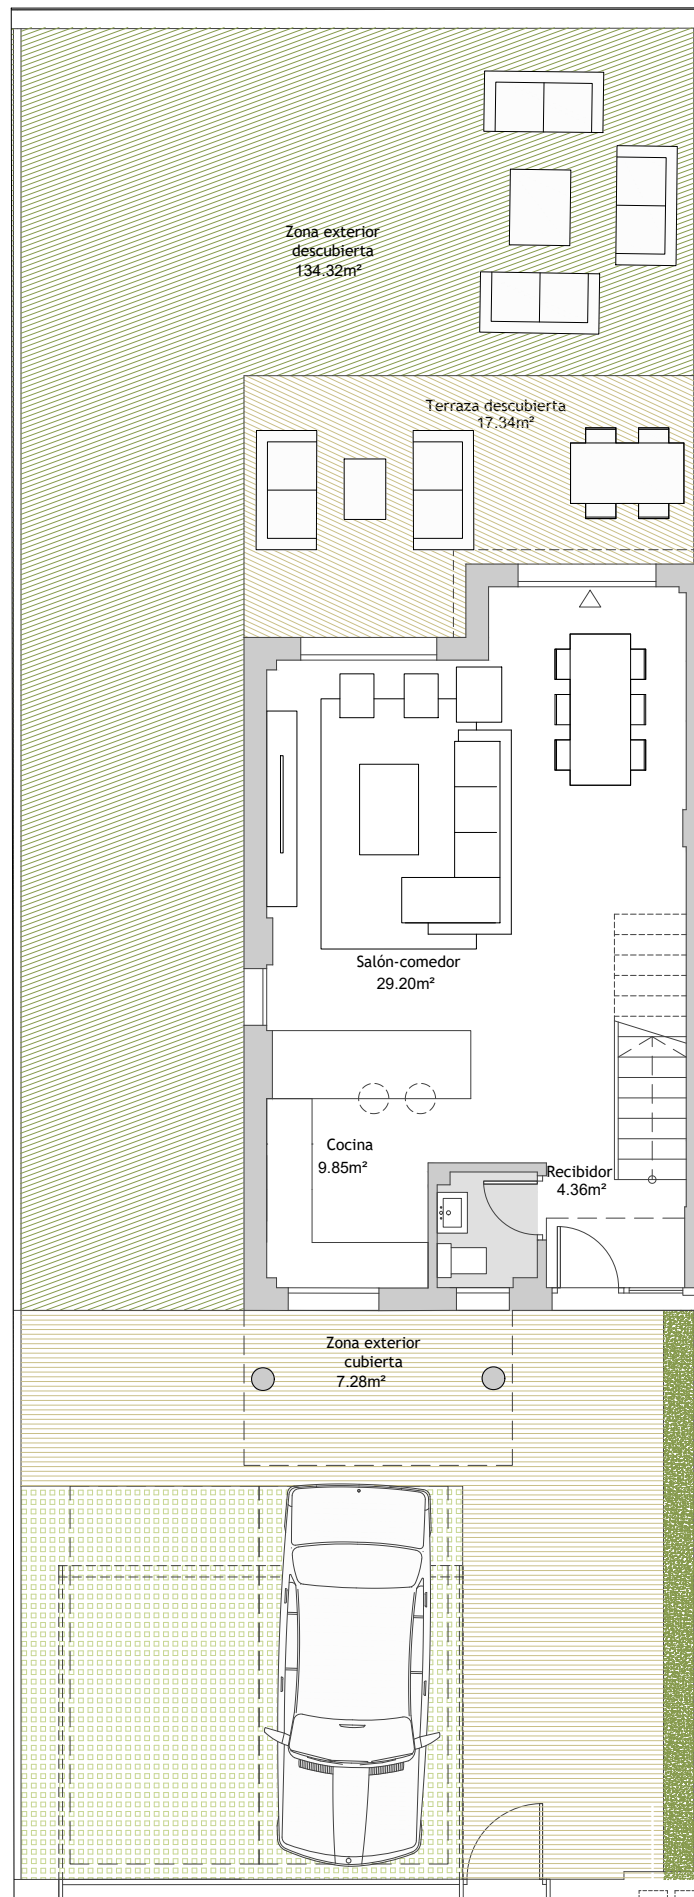 Zona exterior
descubierta
134.32m²
Terraza descubierta
17.34m²
Salón-comedor
29.20m²
Cocina
9.85m²
Recibidor
4.36m²
Zona exterior
cubierta
7.28m²